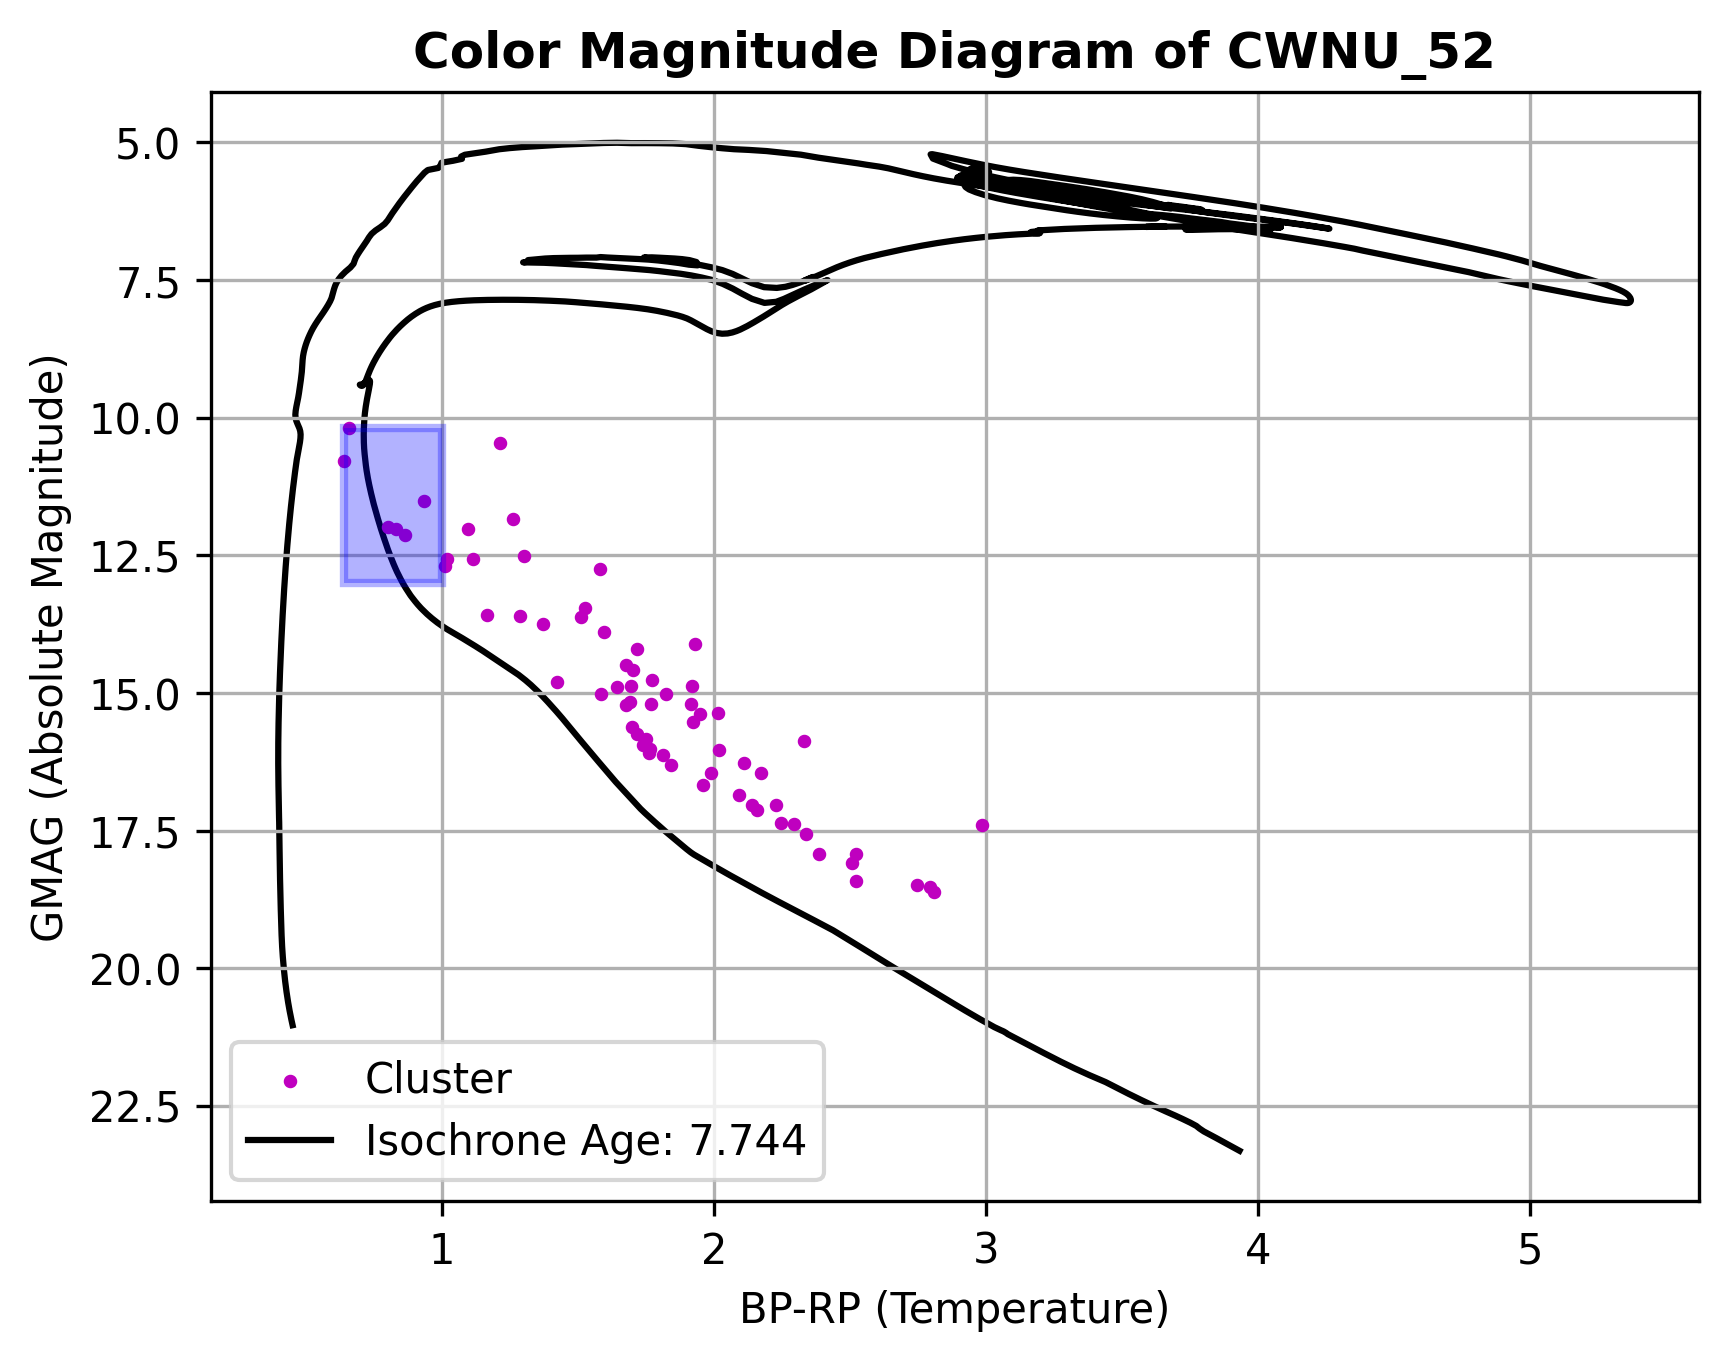 Color Magnitude Diagram of CWNU_52
GMAG (Absolute Magnitude)
5.0
7.5
10.0
12.5
15.0
17.5
20.0
22.5
Cluster
Isochrone Age: 7.744
1 2 3 4 5
BP-RP (Temperature)